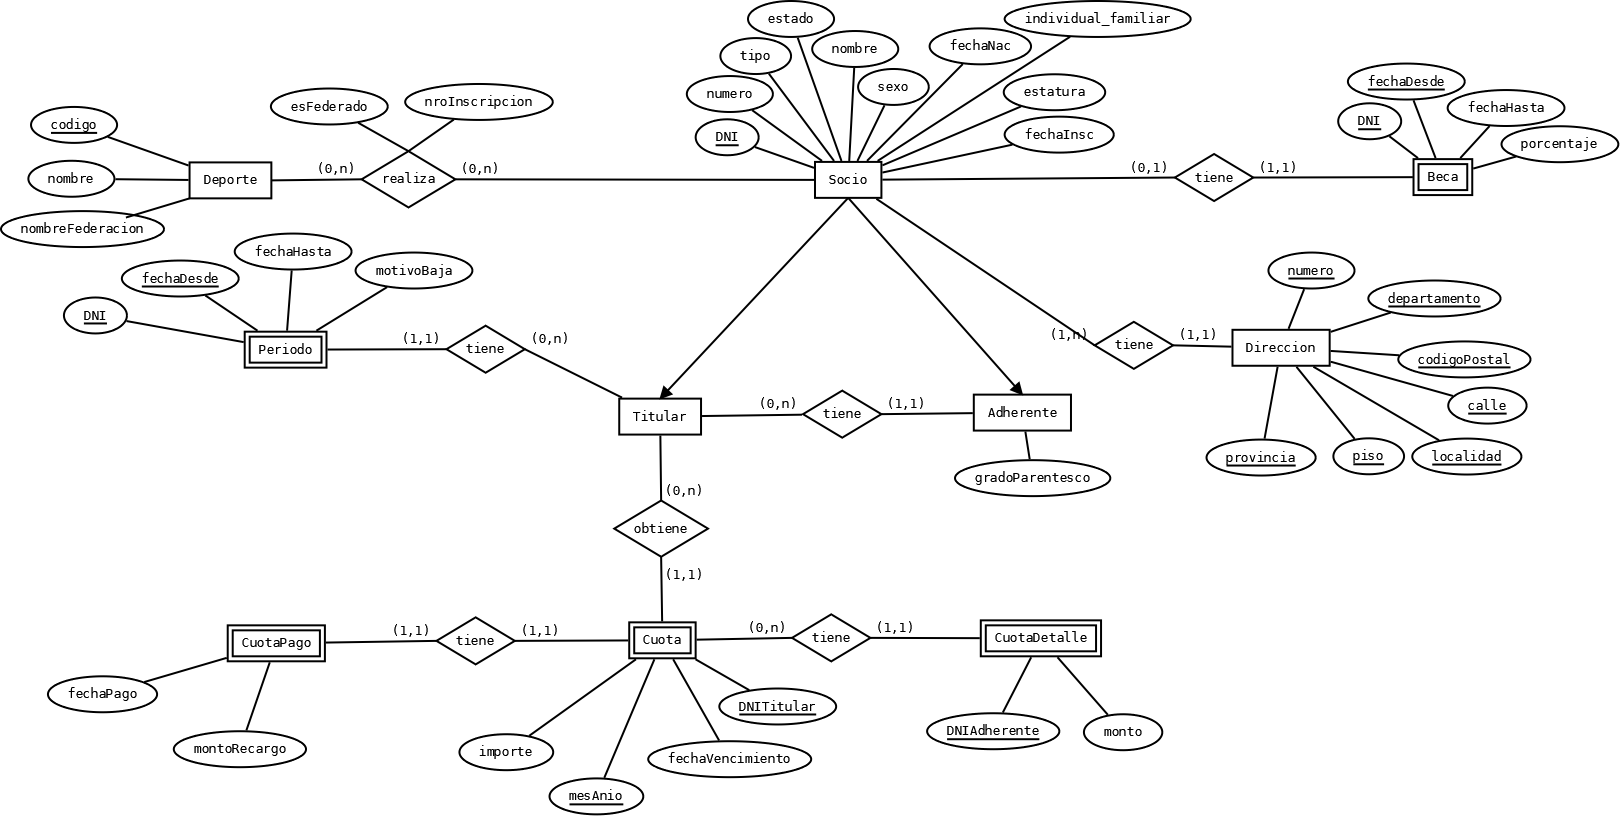 estado
individual_familiar
tipo
nombre
fechaNac
sexo
numero
estatura
DNI
fechaInsc
esFederado
nroInscripcion
codigo
nombre
nombreFederacion
Deporte
(0,n)
realiza
(0,n)
Socio
(0,1)
tiene
(1,1)
Beca
fechaDesde
DNI
fechaHasta
porcentaje
fechaHasta
fechaDesde
motivoBaja
DNI
Periodo
(1,1)
tiene
(0,n)
Titular
(0,n)
tiene
(1,1)
Adherente
gradoParentesco
(1,n)
tiene
(1,1)
Direccion
numero
departamento
codigoPostal
calle
provincia
piso
localidad
(0,n)
obtiene
(1,1)
CuotaPago
(1,1)
tiene
(1,1)
Cuota
(0,n)
tiene
(1,1)
CuotaDetalle
fechaPago
montoRecargo
importe
mesAnio
fechaVencimiento
DNITitular
DNIAdherente
monto